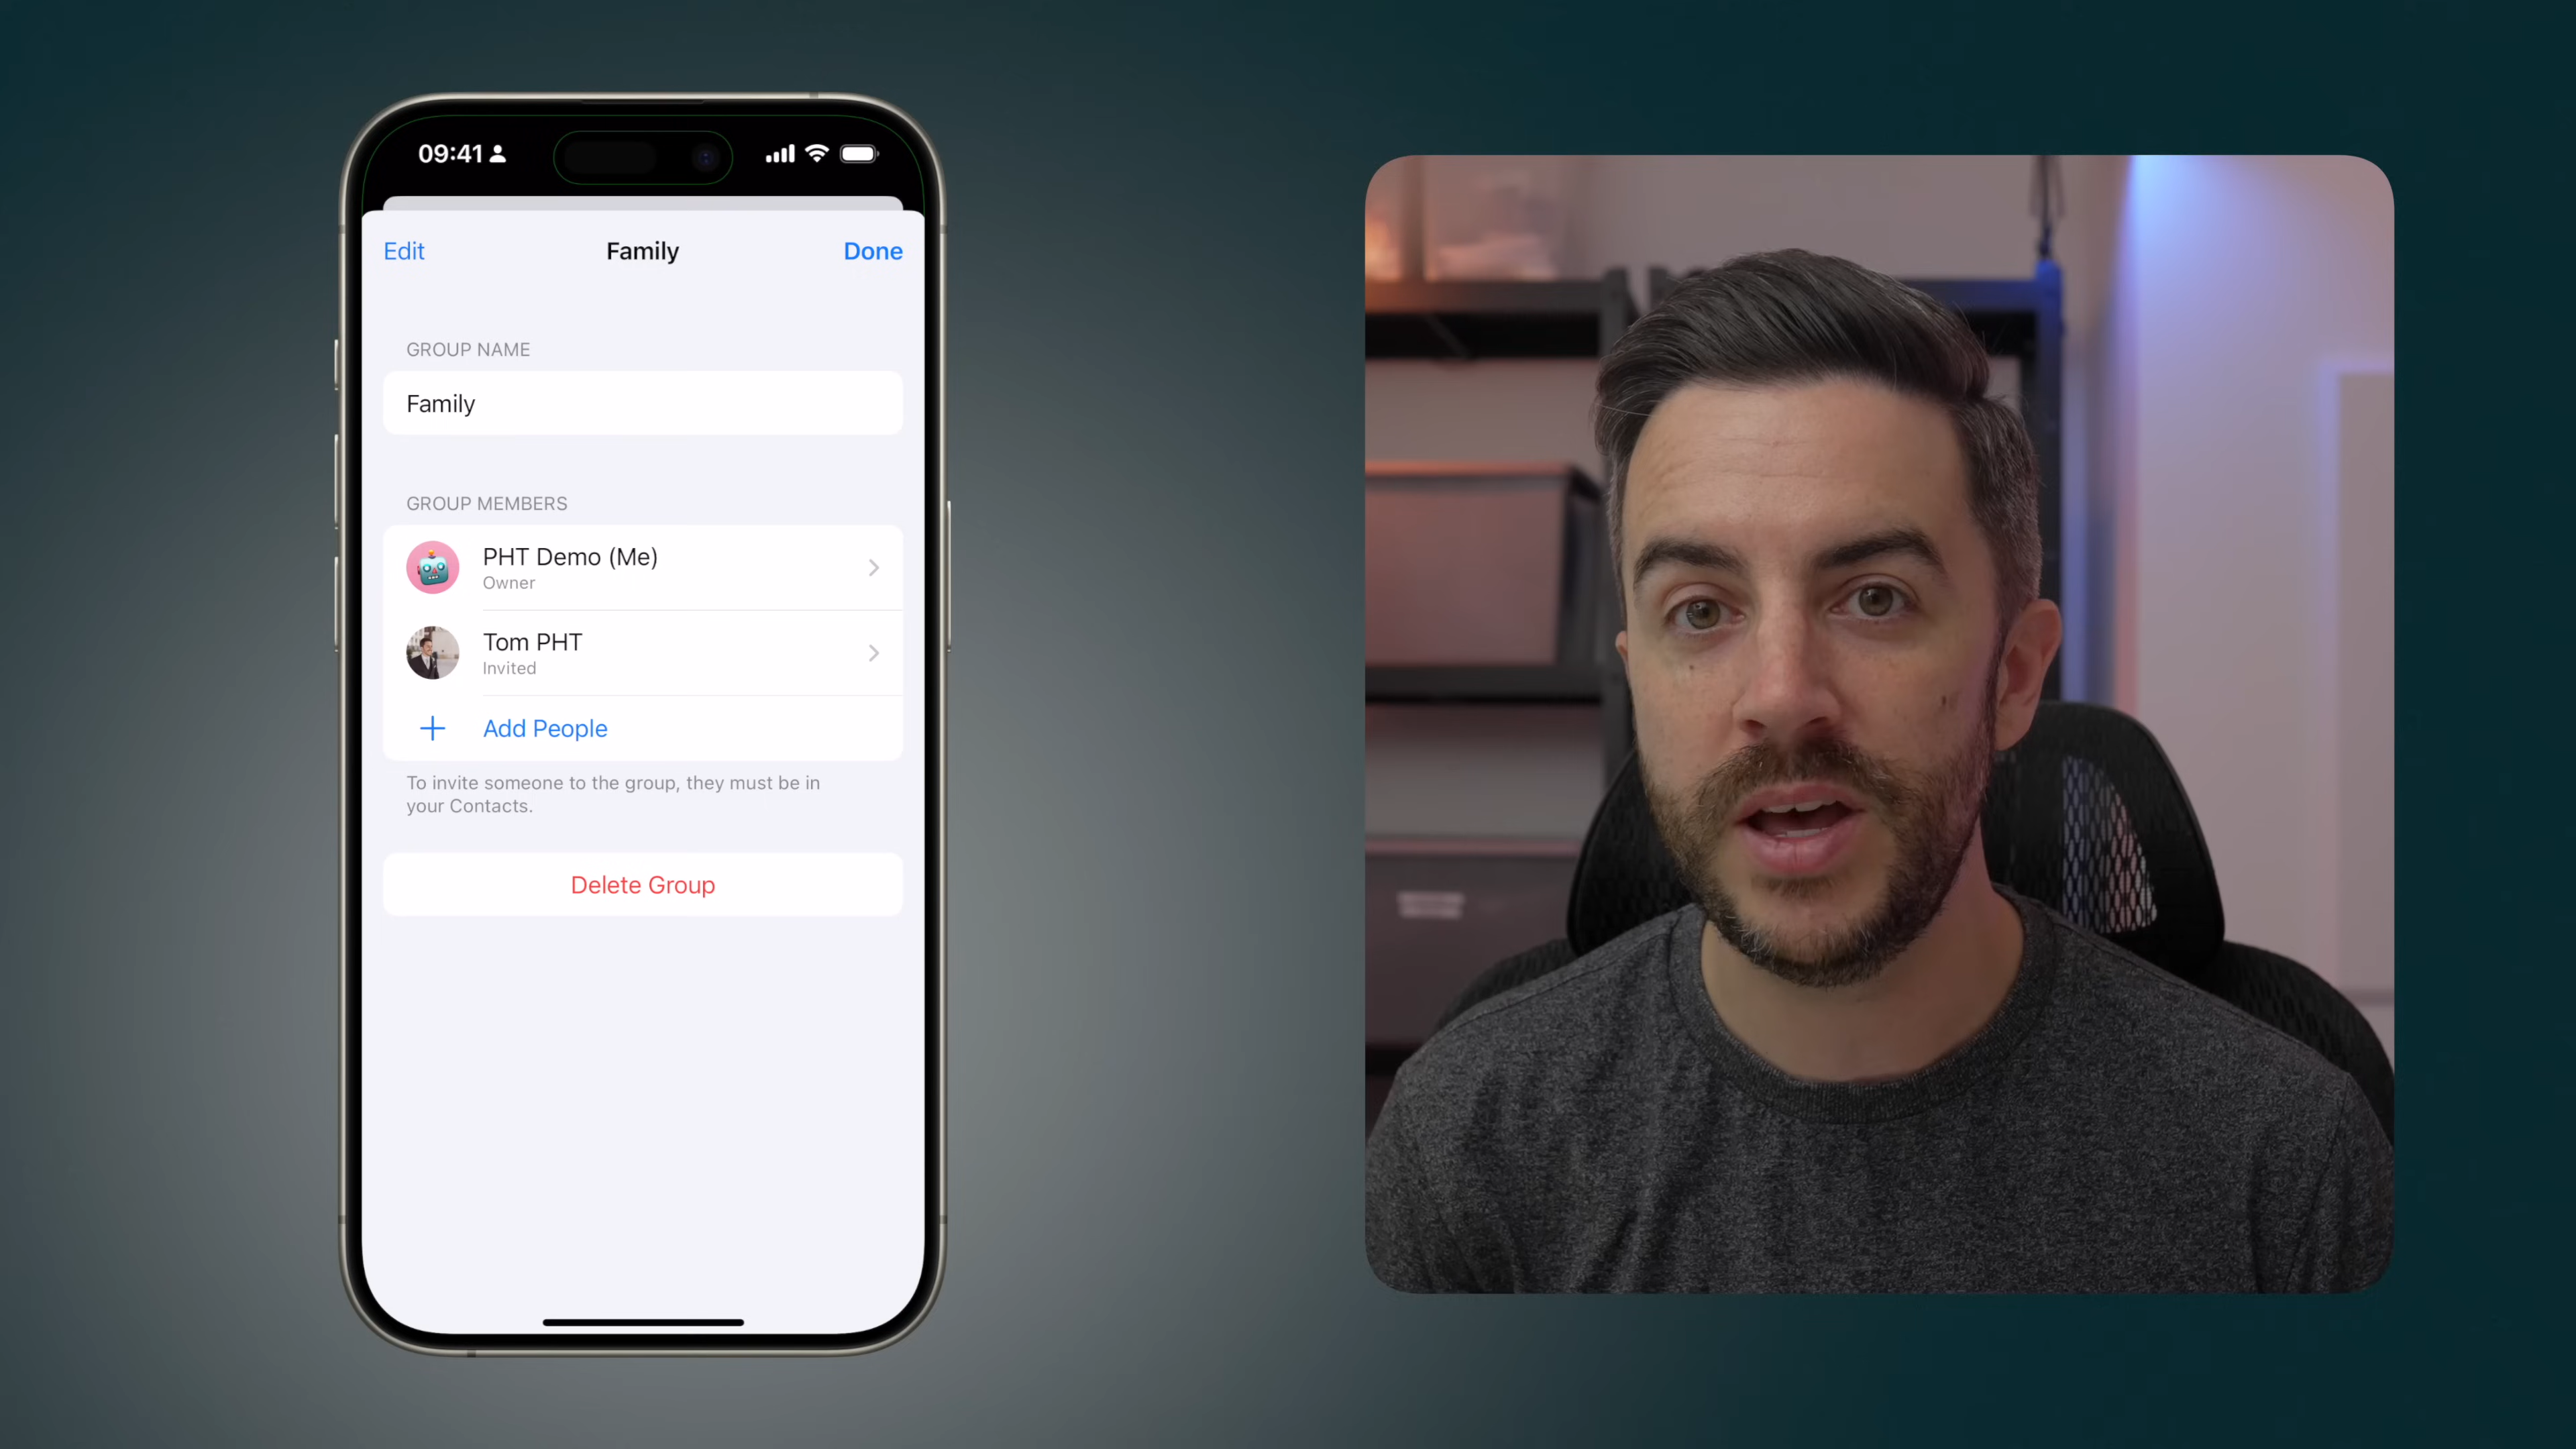 09:41
Edit
Family
Done
GROUP NAME
Family
GROUP MEMBERS
PHT Demo (Me)
Owner
Tom PHT
Invited
+ Add People
To invite someone to the group, they must be in
your Contacts.
Delete Group